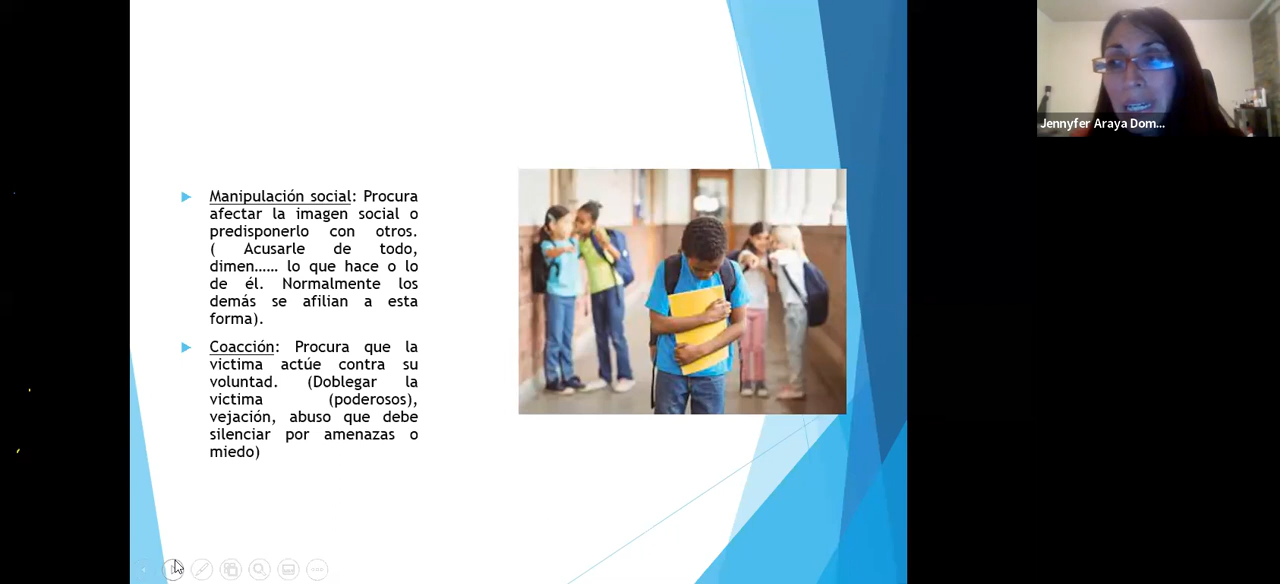 Manipulación social: Procura
afectar la imagen social o
predisponerlo con otros.
( Acusarle de todo,
dimen...... lo que hace o lo
de él. Normalmente los
demás se afilian a esta
forma).
Coacción: Procura que la
victima actúe contra su
voluntad. (Doblegar la
victima (poderosos),
vejación, abuso que debe
silenciar por amenazas o
miedo)
Jennyfer Araya Dom...